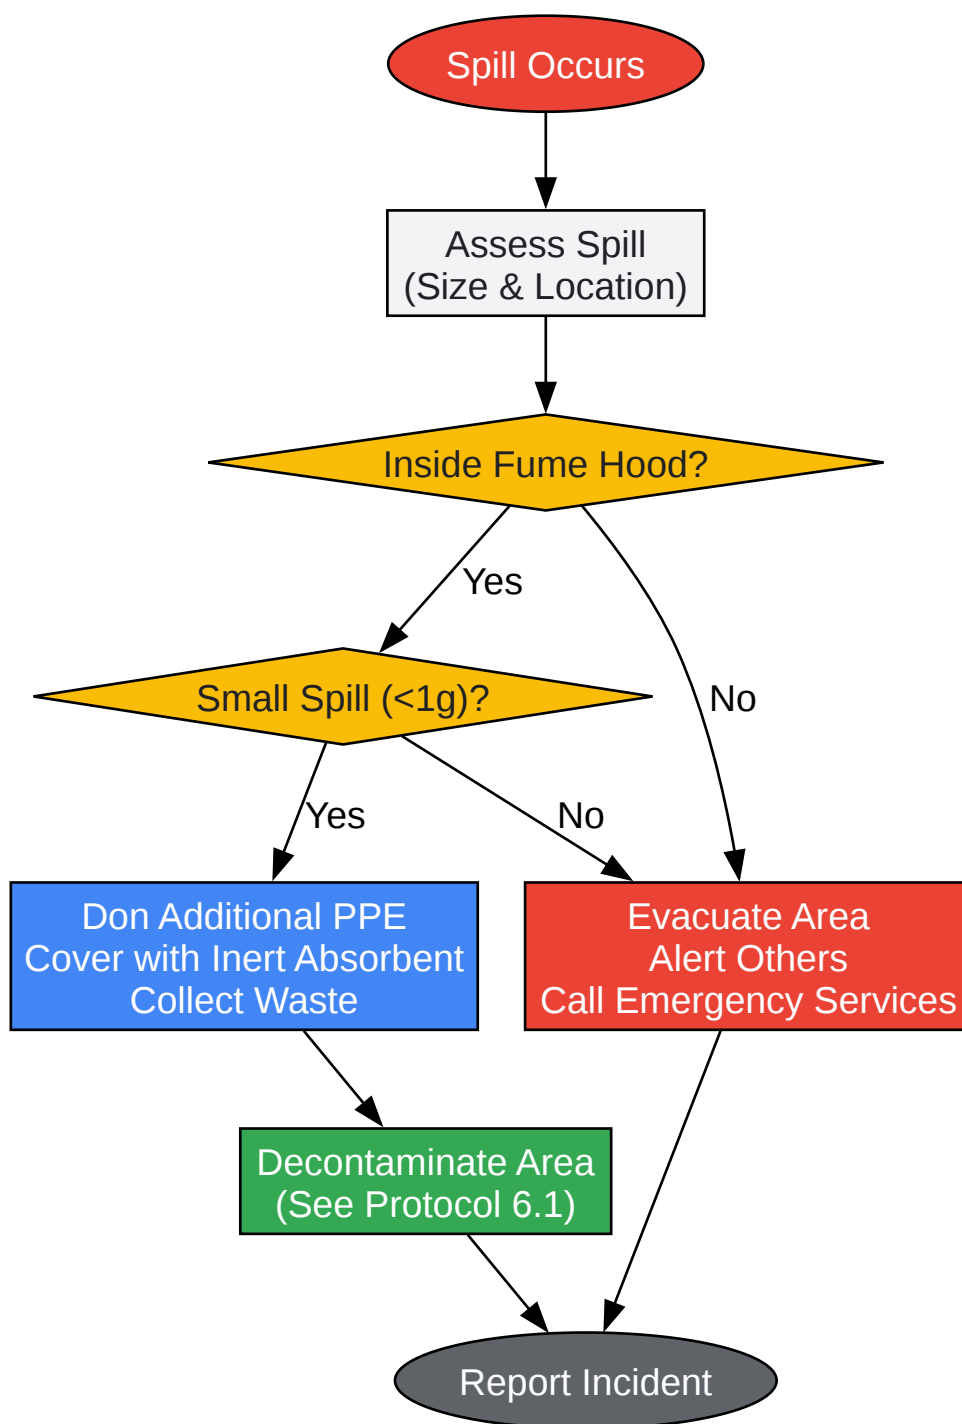 Spill Occurs
Assess Spill
(Size & Location)
Inside Fume Hood?
Yes
No
Small Spill (<1g)?
Yes
No
Don Additional PPE
Cover with Inert Absorbent
Collect Waste
Evacuate Area
Alert Others
Call Emergency Services
Decontaminate Area
(See Protocol 6.1)
Report Incident